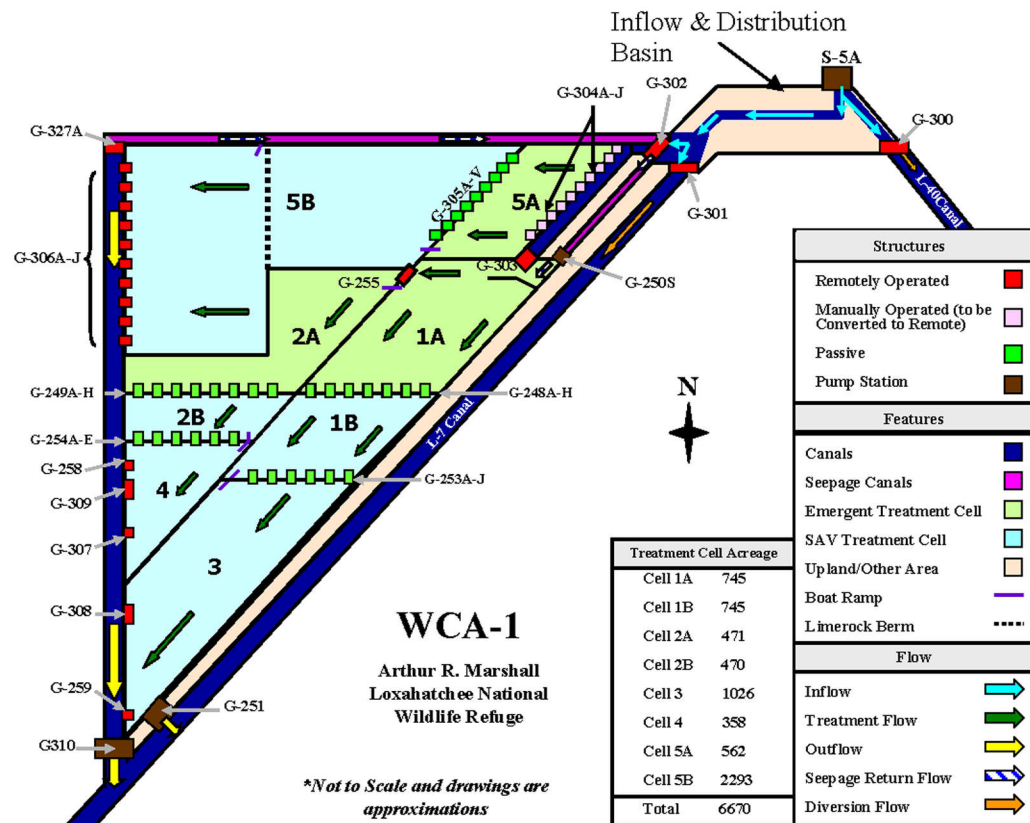 Inflow & Distribution
Basin
S-5A
G-302
G-304A-J
G-300
G-327A
L-40Canal
G-305A-V
5B
5A
G-301
G-306A-J
G-303
G-255
G-250S
2A
1A
G-249A-H
G-248A-H
2B
1B
L-7 Canal
N
G-254A-E
G-258
G-253A-J
4
G-309
G-307
3
G-308
G-259
G-251
G310
WCA-1
Arthur R. Marshall
Loxahatchee National
Wildlife Refuge
*Not to Scale and drawings are
approximations
Treatment Cell Acreage
Cell 1A 745
Cell 1B 745
Cell 2A 471
Cell 2B 470
Cell 3 1026
Cell 4 358
Cell 5A 562
Cell 5B 2293
Total 6670
Structures
Remotely Operated
Manually Operated (to be
Converted to Remote)
Passive
Pump Station
Features
Canals
Seepage Canals
Emergent Treatment Cell
SAV Treatment Cell
Upland/Other Area
Boat Ramp
Limerock Berm
Flow
Inflow
Treatment Flow
Outflow
Seepage Return Flow
Diversion Flow